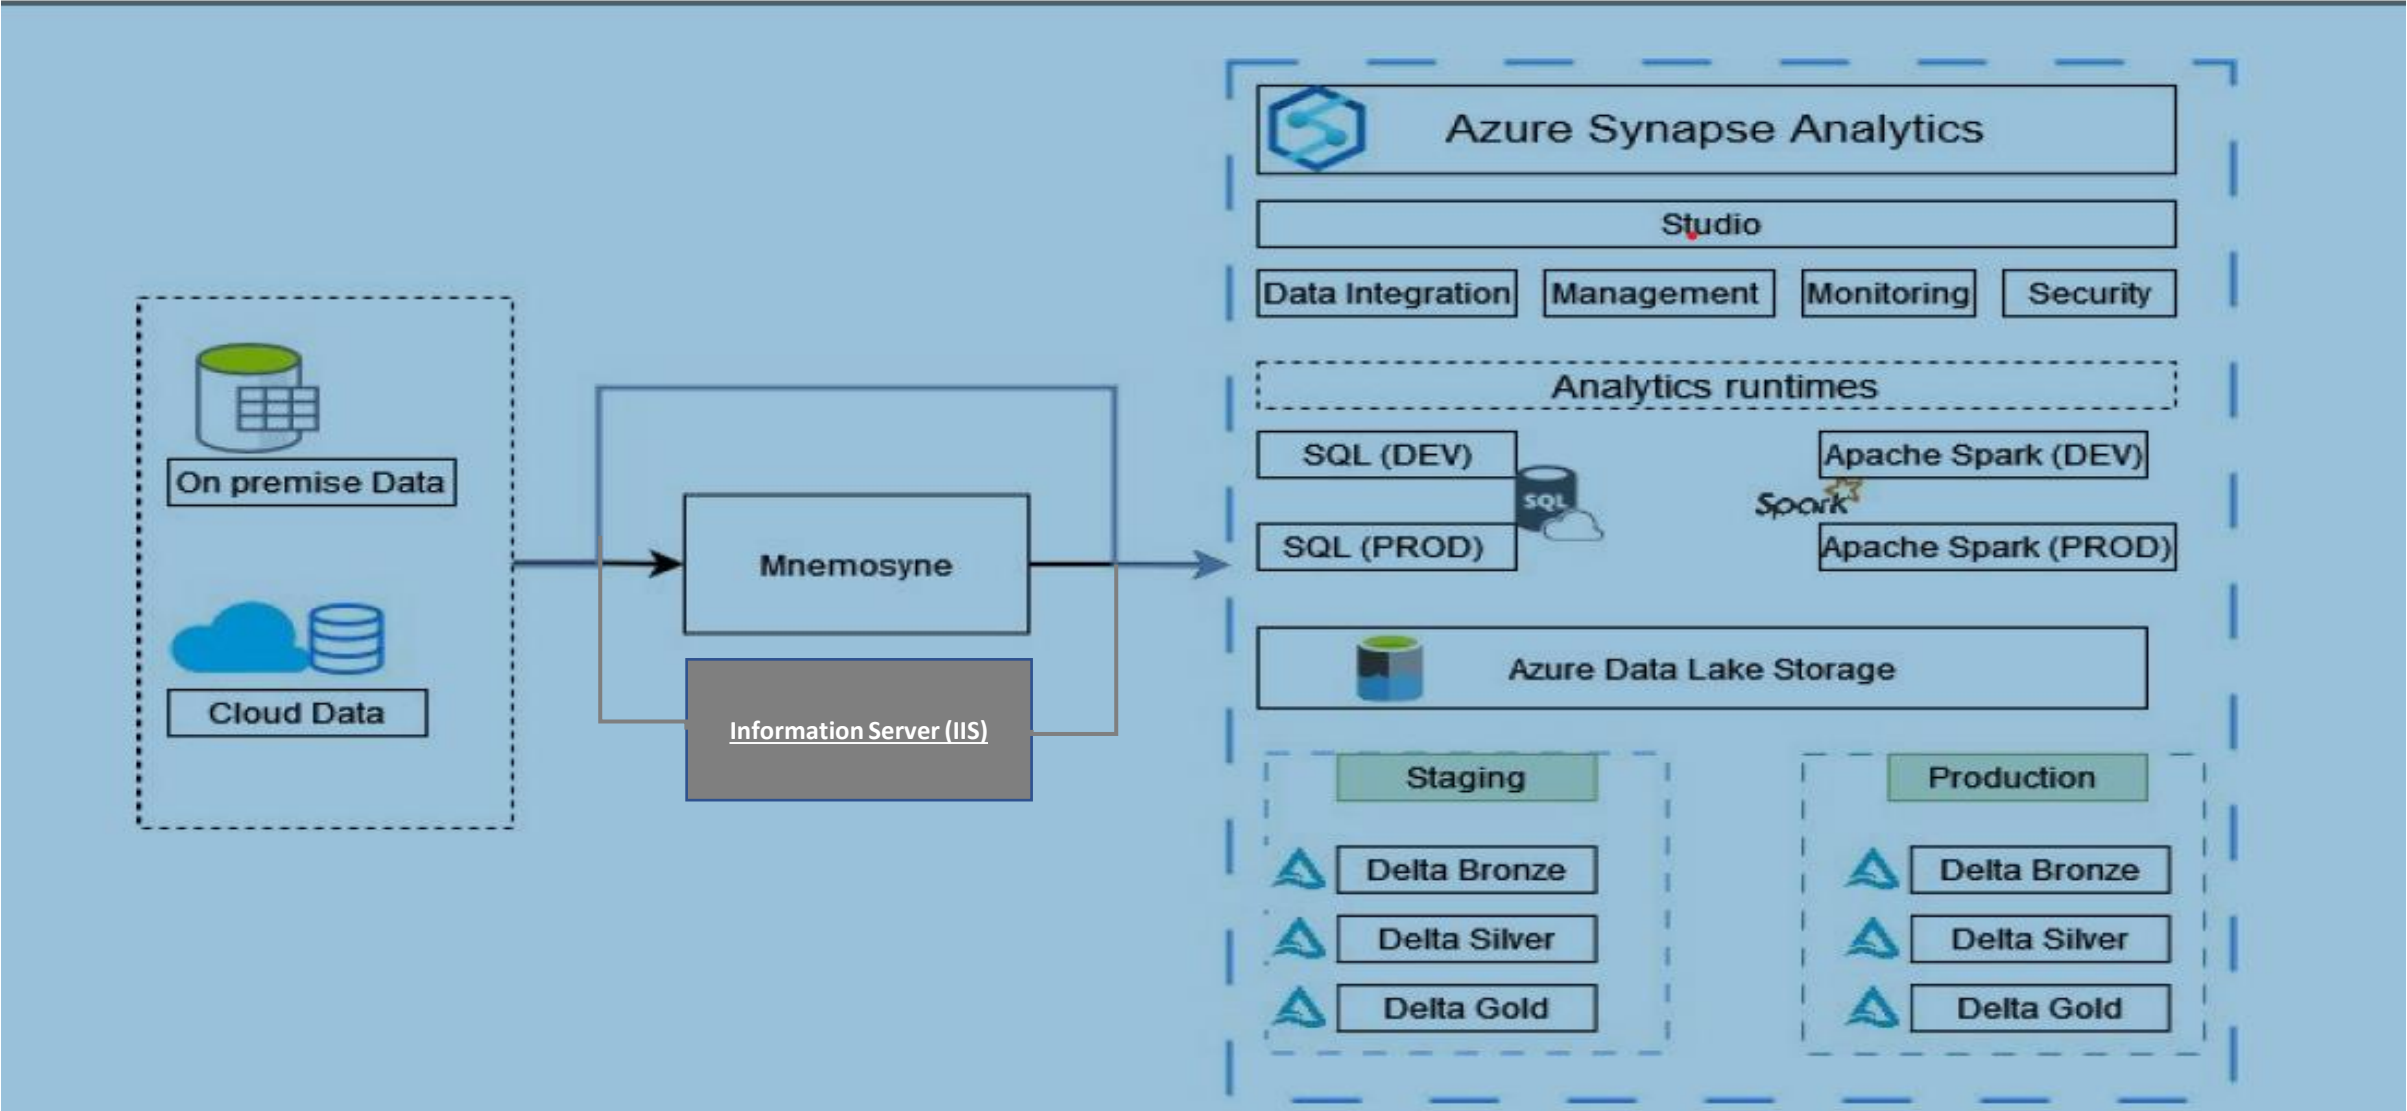 Azure Synapse Analytics
Studio
Data Integration
Management
Monitoring
Security
Analytics runtimes
SQL (DEV)
SQL
SQL (PROD)
Apache Spark (DEV)
Spark
Apache Spark (PROD)
On premise Data
Cloud Data
Mnemosyne
Information Server (IIS)
Azure Data Lake Storage
Staging
Delta Bronze
Delta Silver
Delta Gold
Production
Delta Bronze
Delta Silver
Delta Gold